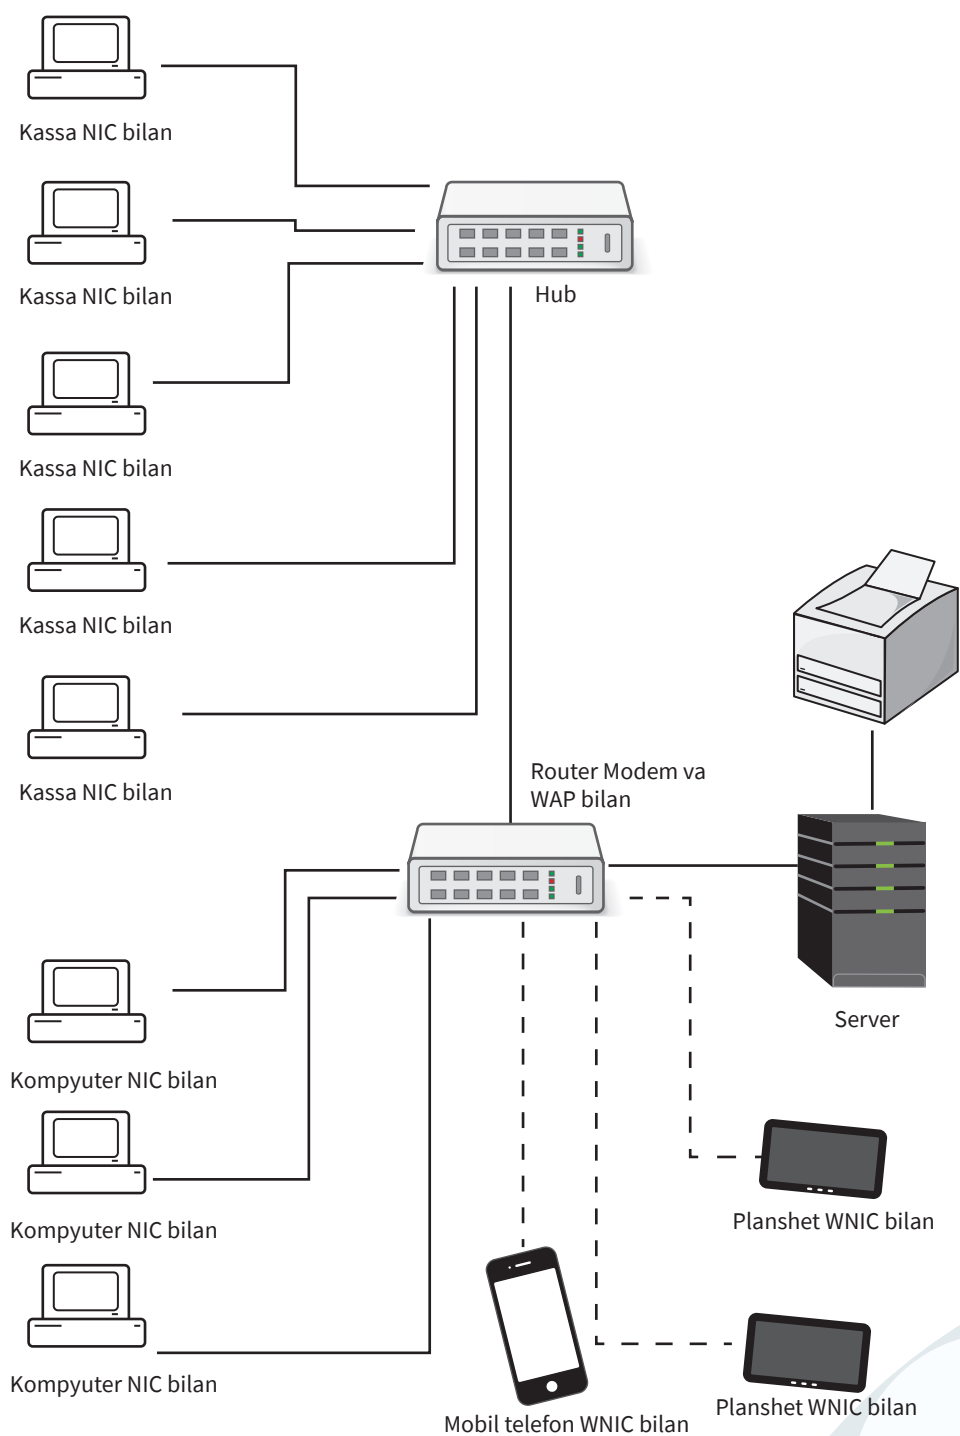 Kassa NIC bilan
Kassa NIC bilan
Hub
Kassa NIC bilan
Kassa NIC bilan
Kassa NIC bilan
Router Modem va
WAP bilan
Server
Kompyuter NIC bilan
Kompyuter NIC bilan
Planshet WNIC bilan
Kompyuter NIC bilan
Mobil telefon WNIC bilan
Planshet WNIC bilan